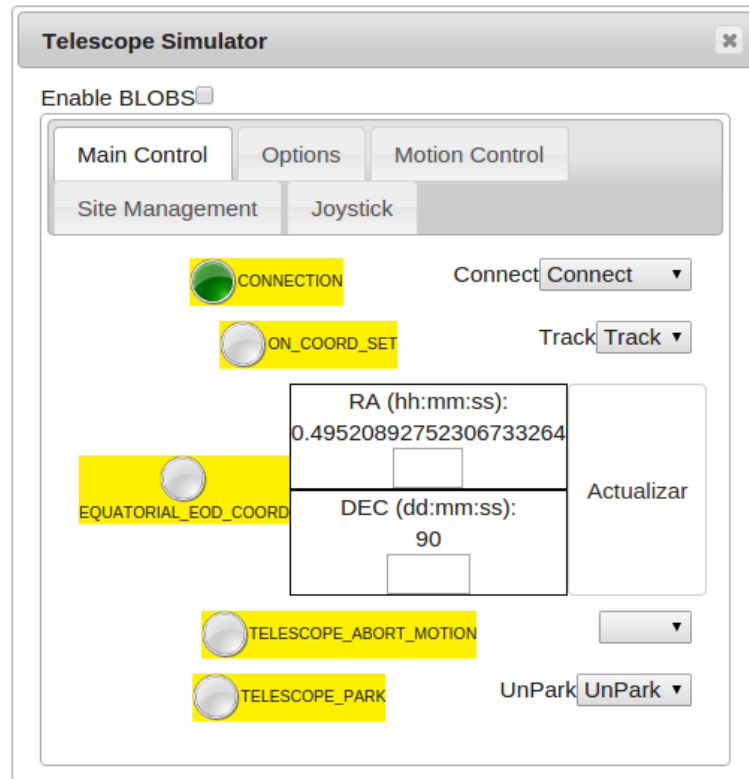 Telescope Simulator
Enable BLOBS
Main Control Options Motion Control
Site Management Joystick
CONNECTION Connect Connect
ON_COORD_SET Track Track
RA (hh:mm:ss):
0.49520892752306733264
EQUATORIAL_EOD_COORD
DEC (dd:mm:ss):
90
Actualizar
TELESCOPE_ABORT_MOTION
TELESCOPE_PARK UnPark UnPark